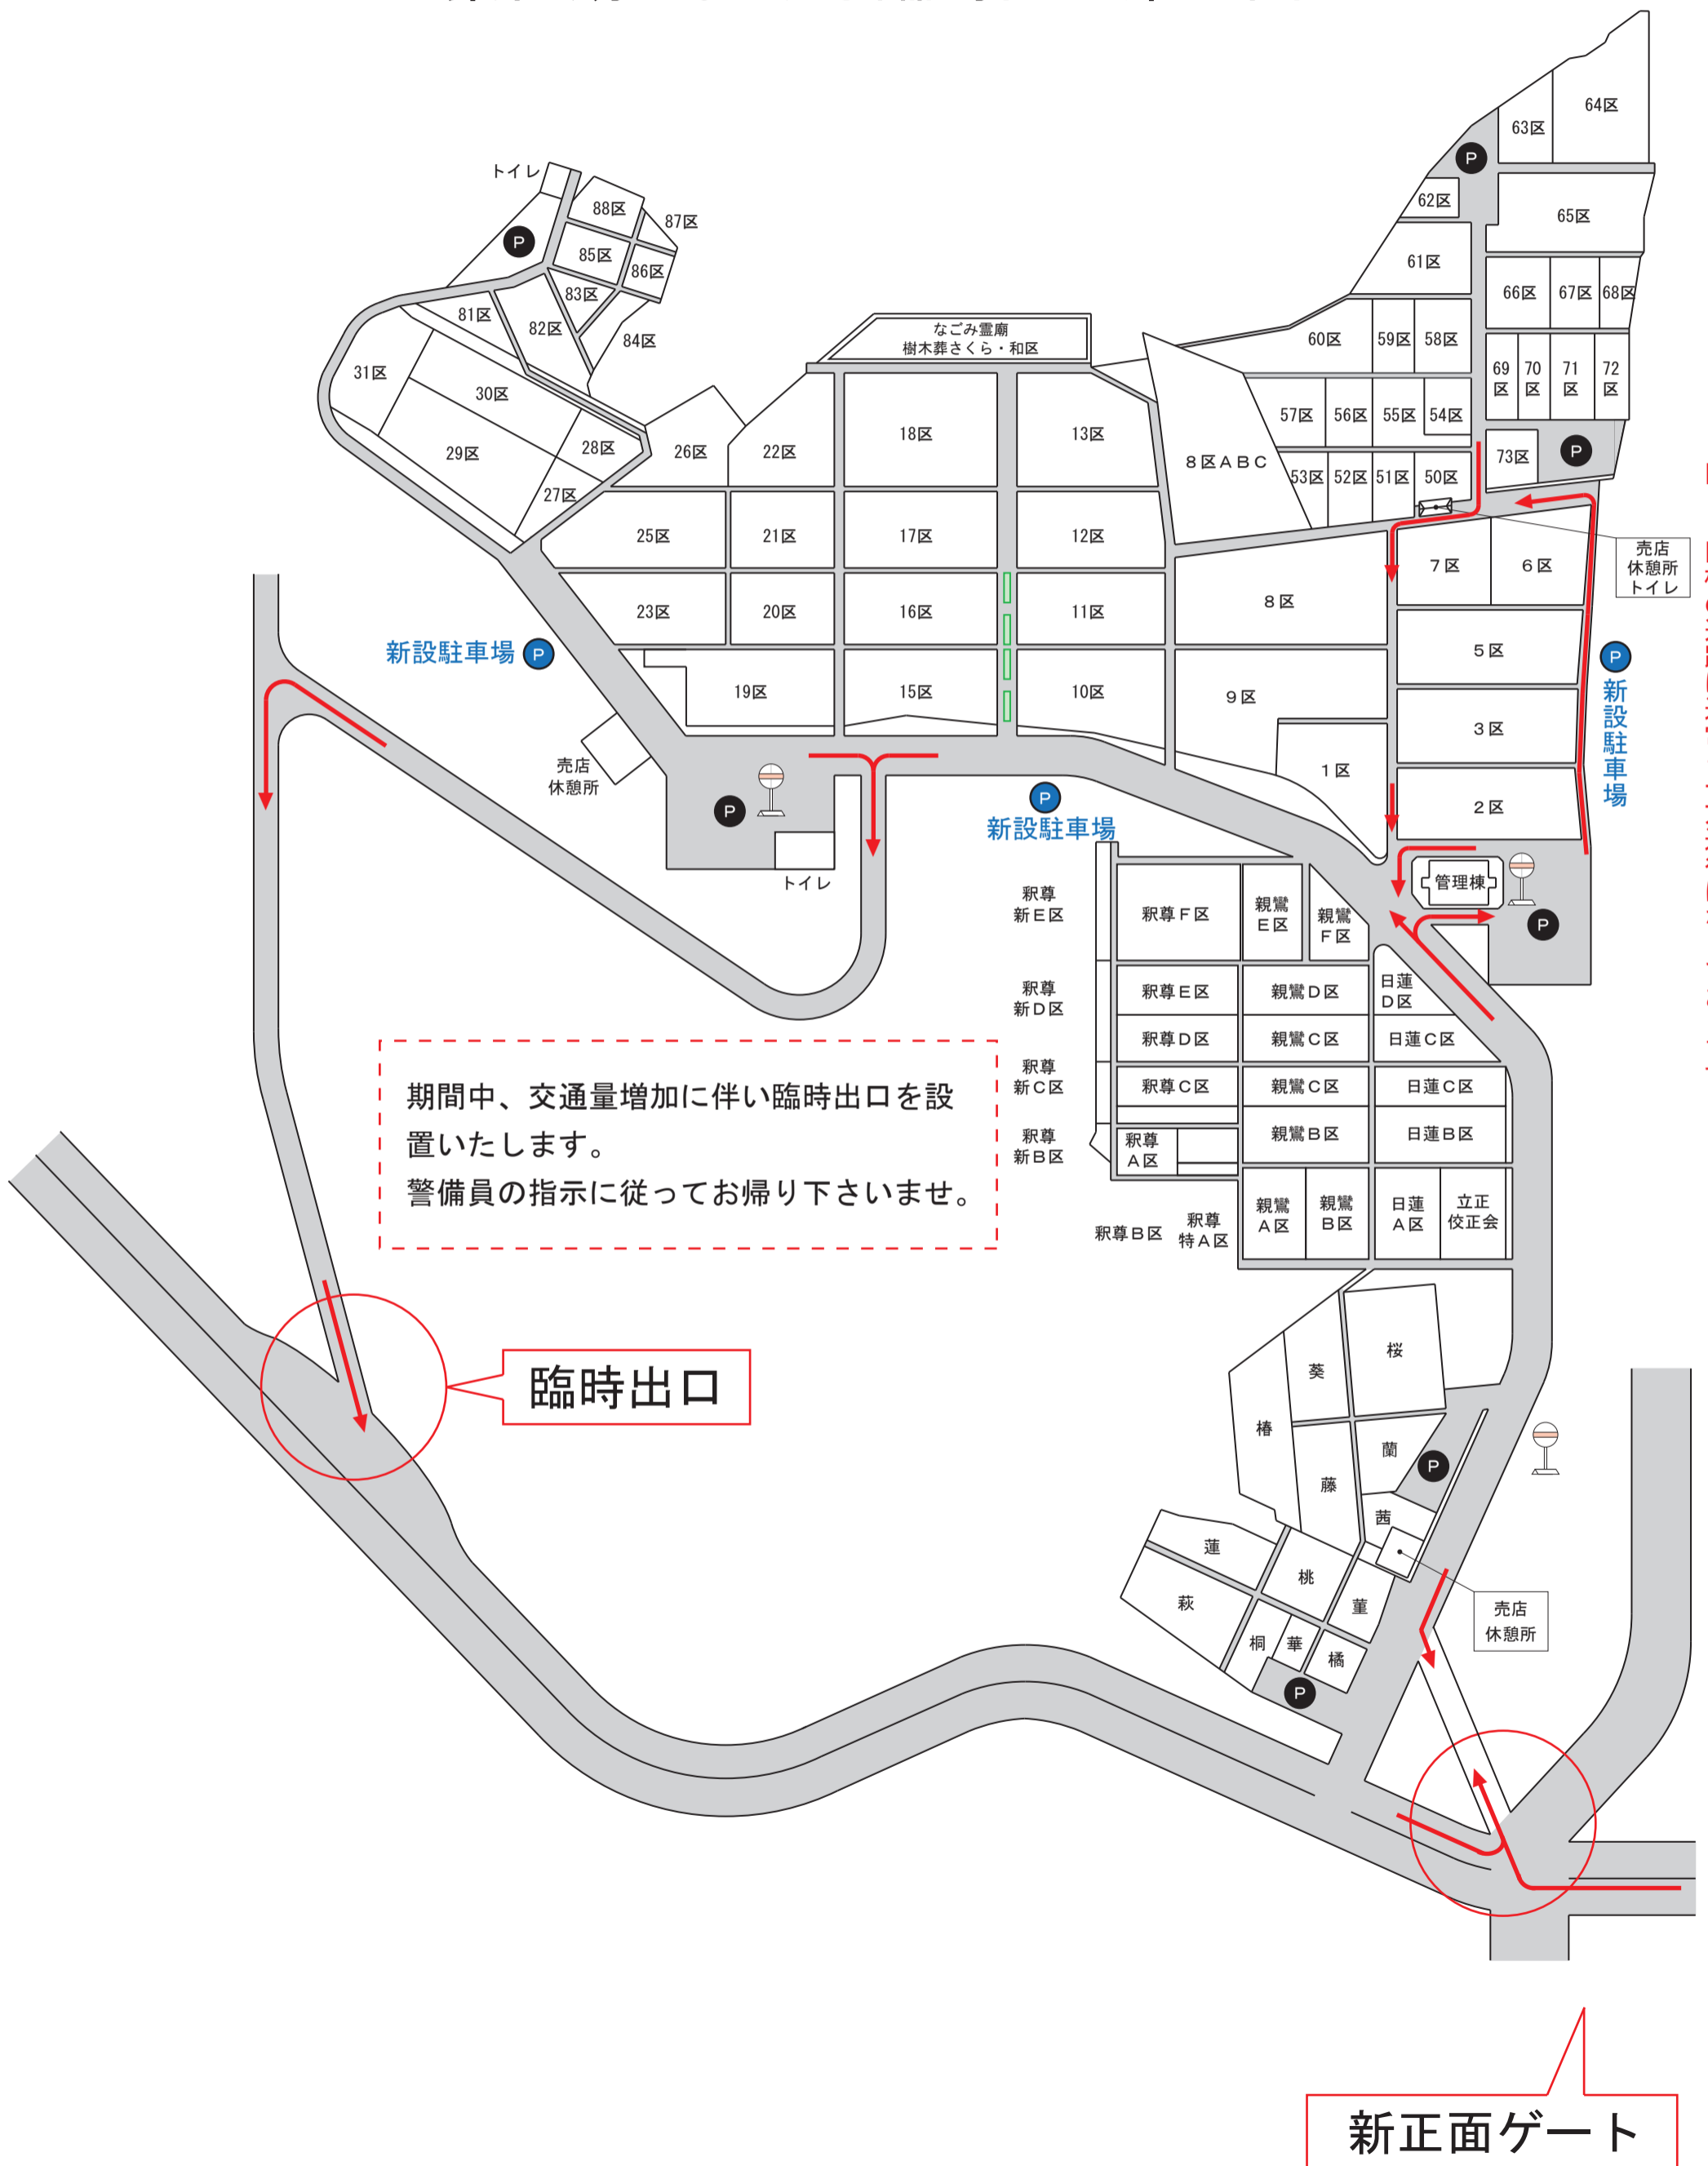 64区
63区
P
62区
65区
61区
66区
67区
68区
60区
59区
58区
69
区
70
区
71
区
72
区
57区
56区
55区
54区
73区
P
53区
52区
51区
50区
8区ABC
売店
休憩所
トイレ
トイレ
88区
87区
P
85区
86区
83区
81区
82区
84区
31区
30区
29区
28区
27区
26区
22区
なごみ霊廟
樹木葬さくら・和区
18区
13区
25区
21区
17区
12区
23区
20区
16区
11区
19区
15区
10区
8区
7区
6区
5区
9区
3区
1区
2区
新設駐車場 P
P
新設駐車場
P
新設駐車場
売店
休憩所
P
トイレ
管理棟
P
釈尊
新E区
釈尊F区
親鸞
E区
親鸞
F区
釈尊
新D区
釈尊E区
親鸞D区
日蓮
D区
釈尊D区
親鸞C区
日蓮C区
釈尊
新C区
釈尊C区
親鸞C区
日蓮C区
釈尊
新B区
釈尊
A区
親鸞B区
日蓮B区
釈尊B区
釈尊
特A区
親鸞
A区
親鸞
B区
日蓮
A区
立正
佼正会
期間中、交通量増加に伴い臨時出口を設
置いたします。
警備員の指示に従ってお帰り下さいませ。
臨時出口
桜
葵
椿
蘭
P
藤
茜
蓮
桃
萩
菫
桐
華
橘
P
売店
休憩所
新正面ゲート